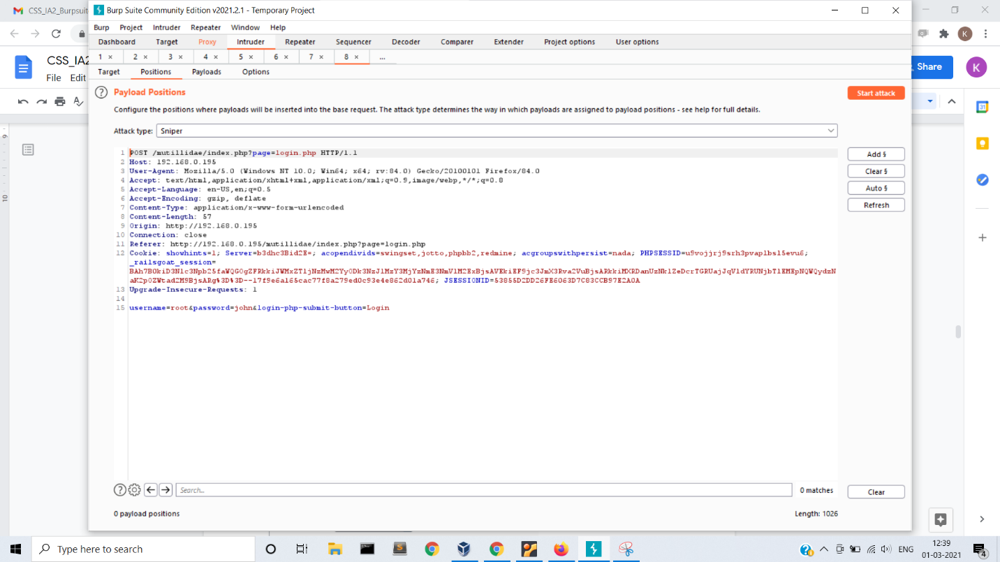 CSS_IA2_Burpsuit
Burp Suite Community Edition v2021.2.1 - Temporary Project
Burp Project Intruder Repeater Window Help
Dashboard Target Proxy Intruder Repeater Sequencer Decoder Comparer Extender Project options User options
1 × 2 × 3 × 4 × 5 × 6 × 7 × 8 × ...
Target Positions Payloads Options
CSS_IA2
File Edit
Share
K
K
Payload Positions
Start attack
Configure the positions where payloads will be inserted into the base request. The attack type determines the way in which payloads are assigned to payload positions - see help for full details.
Attack type: Sniper
1 POST /mutillidae/index.php?page=login.php HTTP/1.1
2 Host: 192.168.0.195
3 User-Agent: Mozilla/5.0 (Windows NT 10.0; Win64; x64; rv:84.0) Gecko/20100101 Firefox/84.0
4 Accept: text/html,application/xhtml+xml,application/xml;q=0.9,image/webp,*/*;q=0.8
5 Accept-Language: en-US,en;q=0.5
6 Accept-Encoding: gzip, deflate
7 Content-Type: application/x-www-form-urlencoded
8 Content-Length: 57
9 Origin: http://192.168.0.195
10 Connection: close
11 Referer: http://192.168.0.195/mutillidae/index.php?page=login.php
12 Cookie: showhints=1; Server=b3dhc3Bid2E=; acopendivids=swingset,jotto,phpbb2,redmine; acgroupswithpersist=nada; PHPSESSID=u9vojjrj9srh3pvaplbsl5evu6;
_railsgoat_session=
JSESSIONID=53855D2DD26FE6063D7C83CCB97E2A0A
13 Upgrade-Insecure-Requests: 1
14
15 username=root&password=john&login-php-submit-button=Login
Add §
Clear §
Auto §
Refresh
Search...
0 matches
Clear
0 payload positions
Length: 1026
9
10
31
Type here to search
ENG
12:39
01-03-2021
4